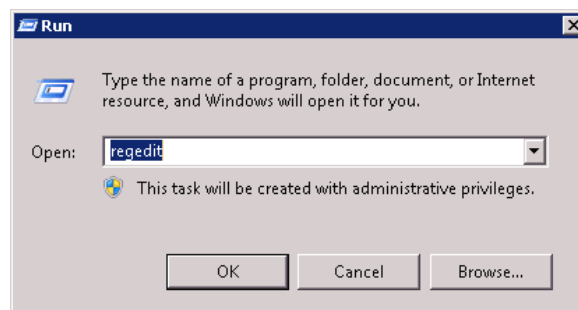 Run
Type the name of a program, folder, document, or Internet
resource, and Windows will open it for you.
Open: regedit
This task will be created with administrative privileges.
OK Cancel Browse...